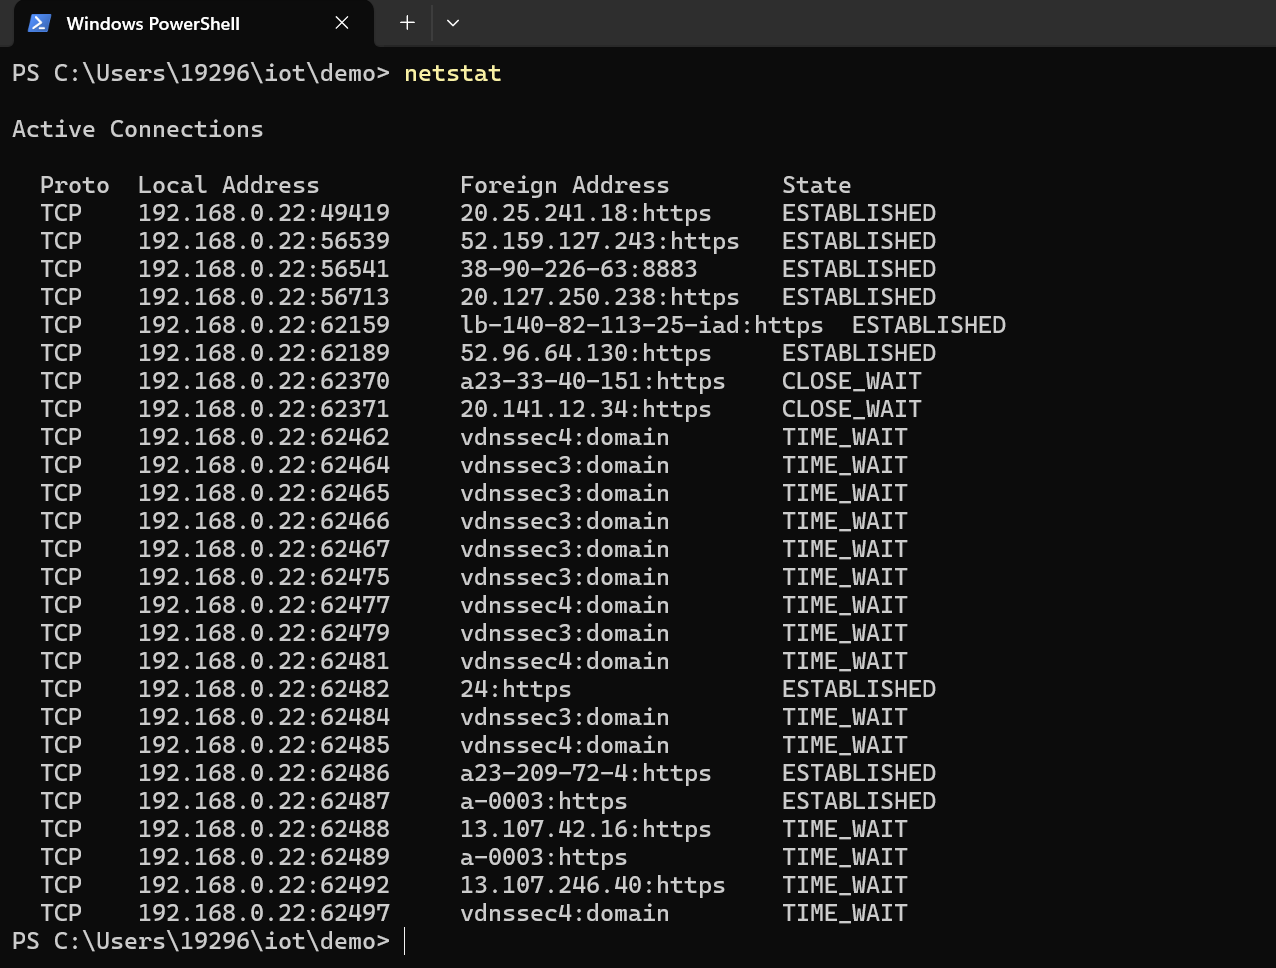 Windows PowerShell
PS C:\Users\19296\iot\demo> netstat
Active Connections
Proto  Local Address          Foreign Address        State
TCP    192.168.0.22:49419     20.25.241.18:https     ESTABLISHED
TCP    192.168.0.22:56539     52.159.127.243:https   ESTABLISHED
TCP    192.168.0.22:56541     38-90-226-63:8883      ESTABLISHED
TCP    192.168.0.22:56713     20.127.250.238:https   ESTABLISHED
TCP    192.168.0.22:62159     lb-140-82-113-25-iad:https  ESTABLISHED
TCP    192.168.0.22:62189     52.96.64.130:https     ESTABLISHED
TCP    192.168.0.22:62370     a23-33-40-151:https    CLOSE_WAIT
TCP    192.168.0.22:62371     20.141.12.34:https     CLOSE_WAIT
TCP    192.168.0.22:62462     vdnssec4:domain        TIME_WAIT
TCP    192.168.0.22:62464     vdnssec3:domain        TIME_WAIT
TCP    192.168.0.22:62465     vdnssec3:domain        TIME_WAIT
TCP    192.168.0.22:62466     vdnssec3:domain        TIME_WAIT
TCP    192.168.0.22:62467     vdnssec3:domain        TIME_WAIT
TCP    192.168.0.22:62475     vdnssec3:domain        TIME_WAIT
TCP    192.168.0.22:62477     vdnssec4:domain        TIME_WAIT
TCP    192.168.0.22:62479     vdnssec3:domain        TIME_WAIT
TCP    192.168.0.22:62481     vdnssec4:domain        TIME_WAIT
TCP    192.168.0.22:62482     24:https               ESTABLISHED
TCP    192.168.0.22:62484     vdnssec3:domain        TIME_WAIT
TCP    192.168.0.22:62485     vdnssec4:domain        TIME_WAIT
TCP    192.168.0.22:62486     a23-209-72-4:https     ESTABLISHED
TCP    192.168.0.22:62487     a-0003:https           ESTABLISHED
TCP    192.168.0.22:62488     13.107.42.16:https     TIME_WAIT
TCP    192.168.0.22:62489     a-0003:https           TIME_WAIT
TCP    192.168.0.22:62492     13.107.246.40:https    TIME_WAIT
TCP    192.168.0.22:62497     vdnssec4:domain        TIME_WAIT
PS C:\Users\19296\iot\demo>